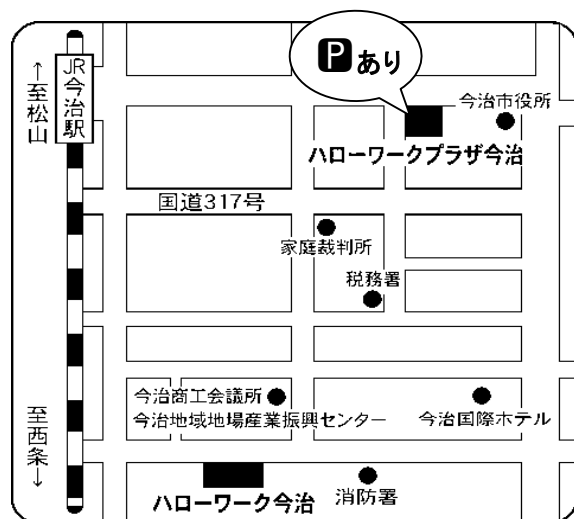 Pあり
↑至松山
JR今治駅
今治市役所
ハローワークプラザ今治
国道317号
家庭裁判所
税務署
今治商工会議所
今治地域地場産業振興センター
今治国際ホテル
至西条↓
ハローワーク今治
消防署